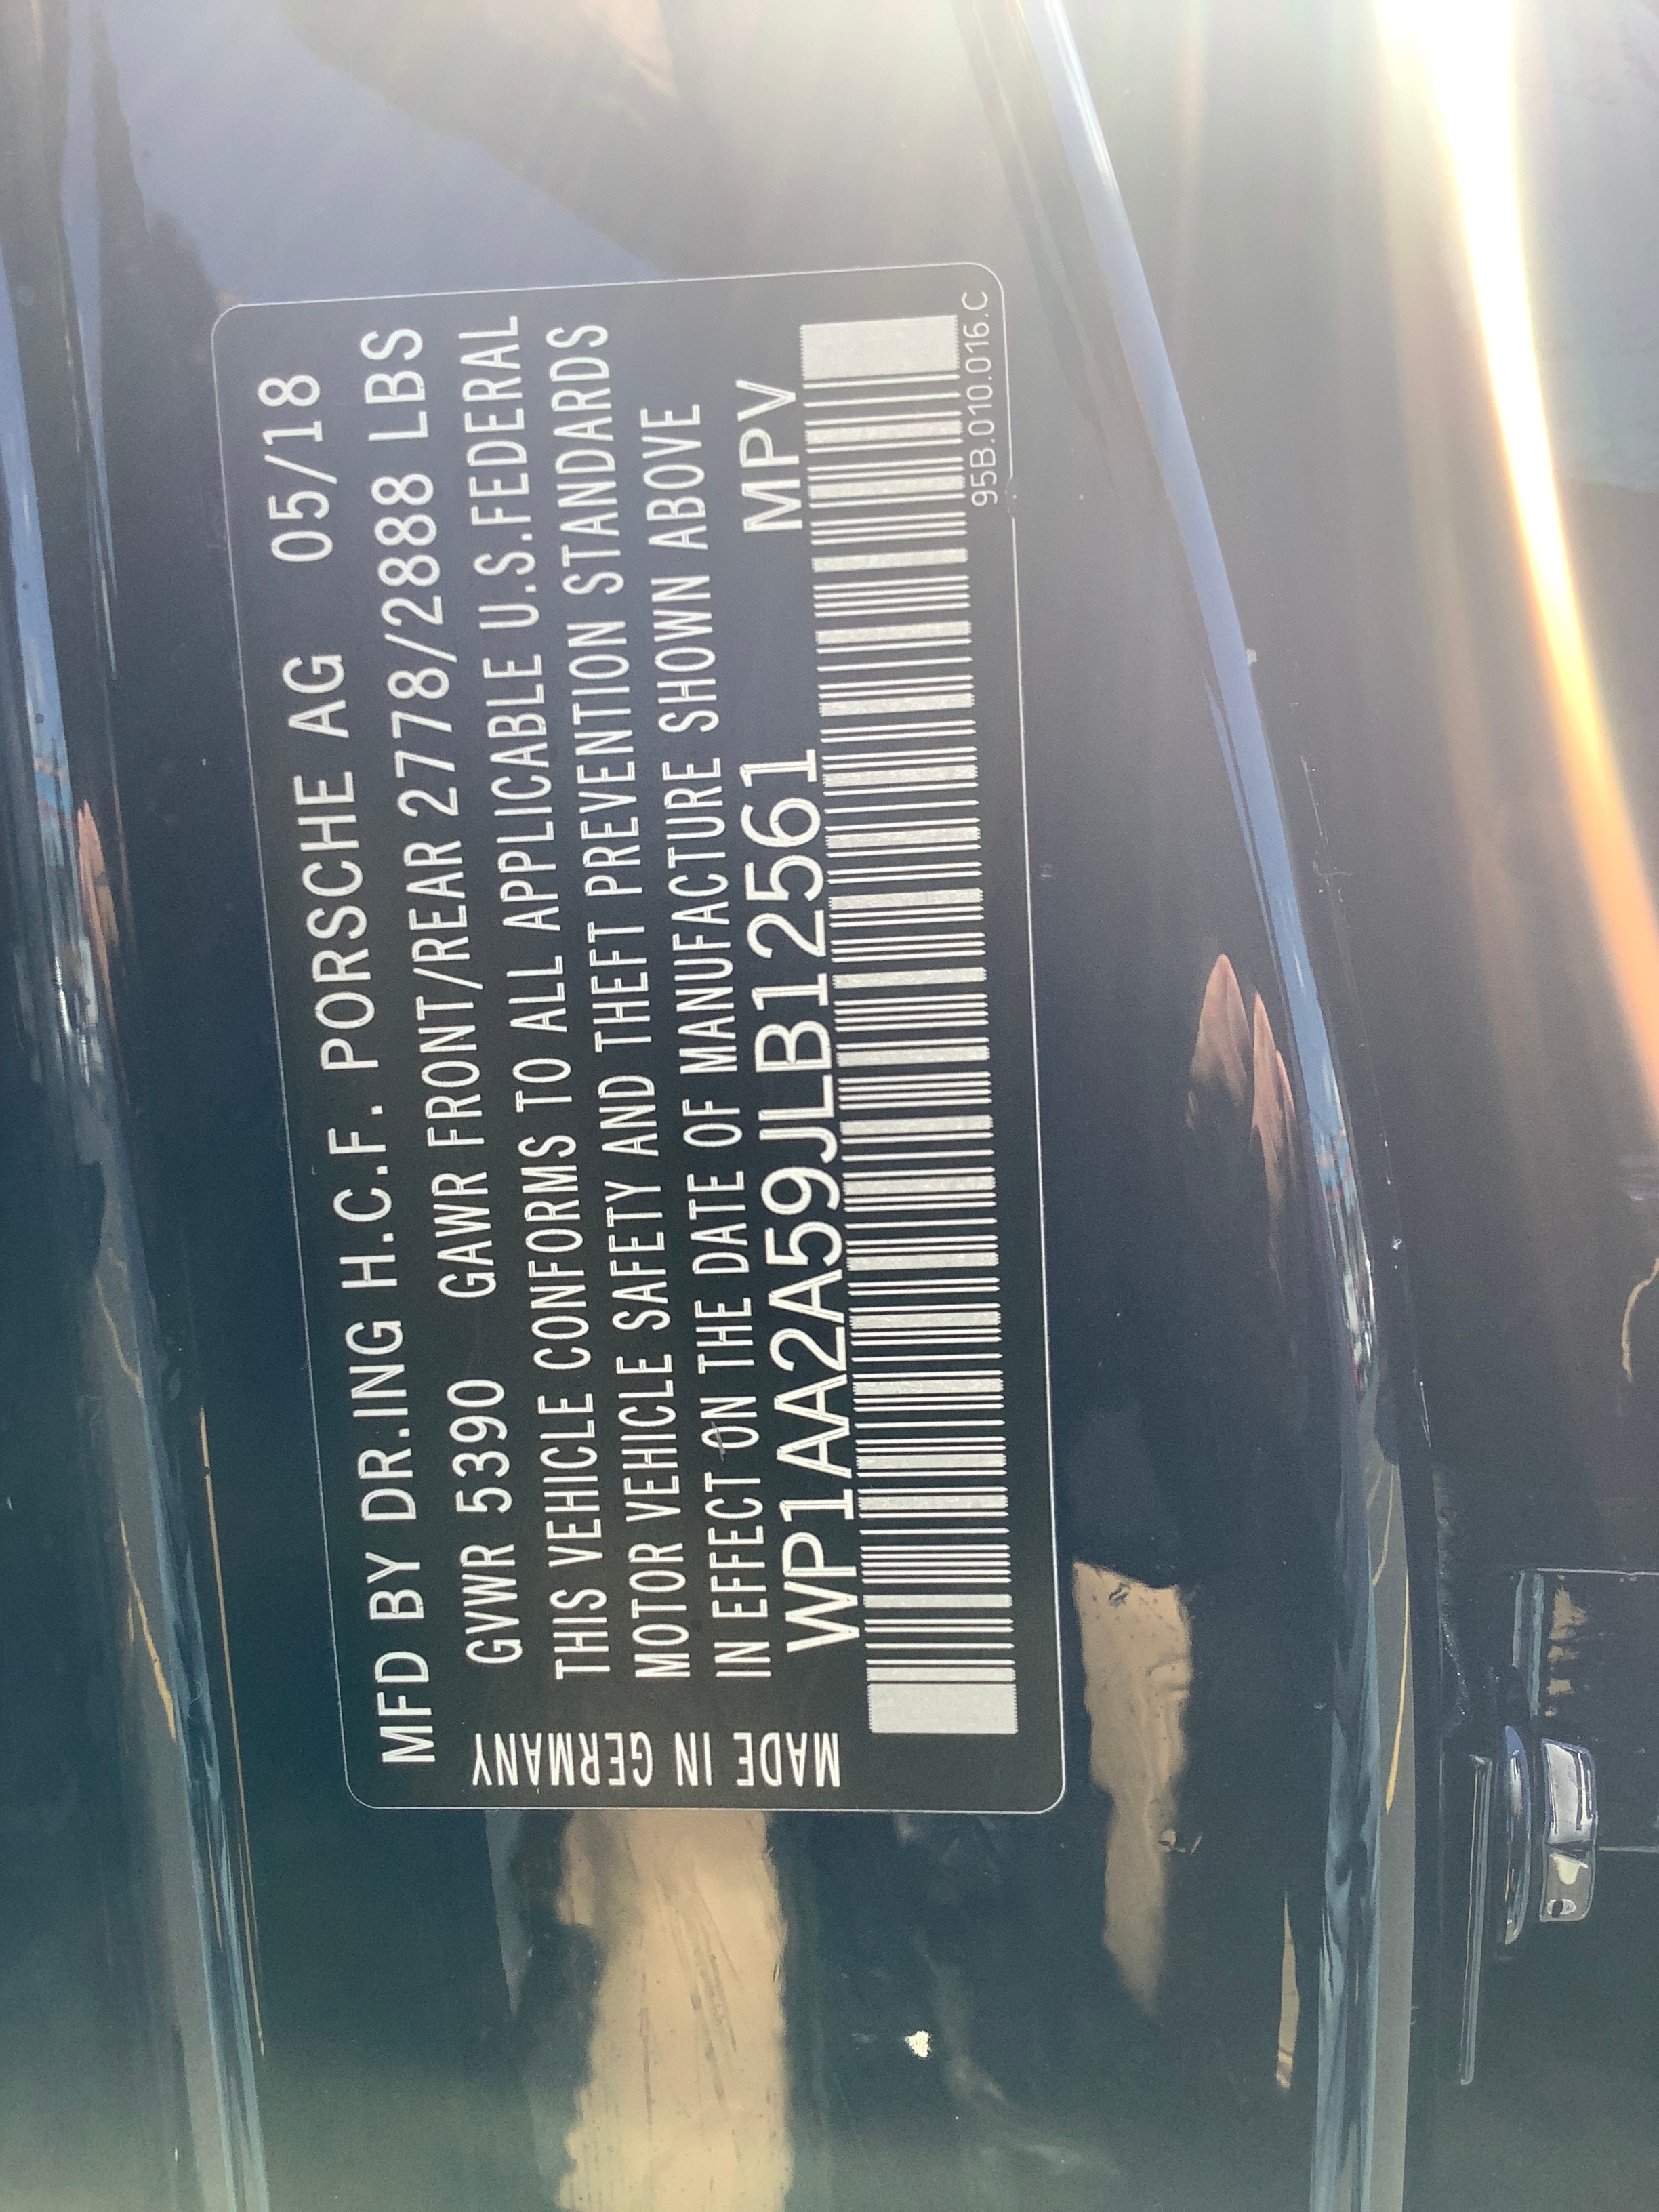 MFD BY DR.ING H.C.F. PORSCHE AG 05/18
GVWR 5390 GAWR FRONT/REAR 2778/2888 LBS
THIS VEHICLE CONFORMS TO ALL APPLICABLE U.S.FEDERAL
MOTOR VEHICLE SAFETY AND THEFT PREVENTION STANDARDS
IN EFFECT ON THE DATE OF MANUFACTURE SHOWN ABOVE
WP1AA2A59JLB12561 MPV
95B.010.016.C
MADE IN GERMANY